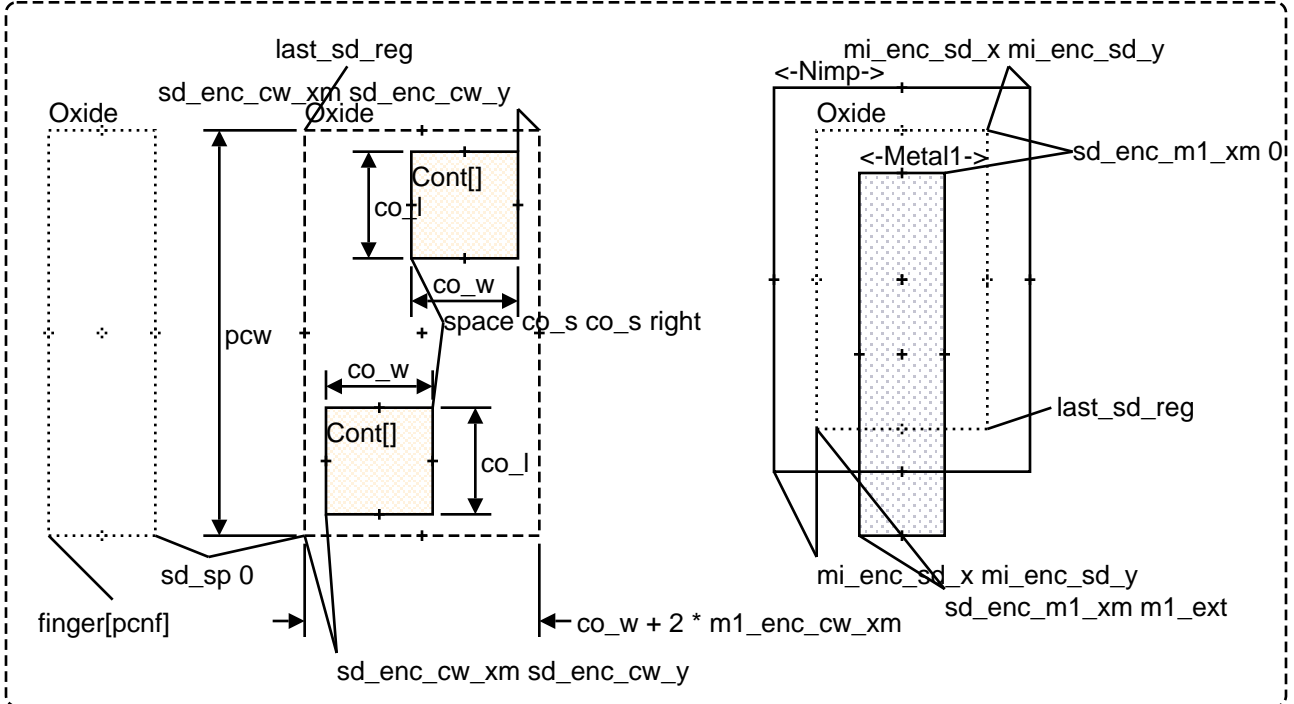 last_sd_reg
mi_enc_sd_x mi_enc_sd_y
<-Nimp->
sd_enc_cw_xm sd_enc_cw_y
Oxide
Oxide
Oxide
<-Metal1->
sd_enc_m1_xm 0
Cont[]
co_l
co_w
space co_s co_s right
pcw
co_w
last_sd_reg
Cont[]
co_l
sd_sp 0
mi_enc_sd_x mi_enc_sd_y
sd_enc_m1_xm m1_ext
finger[pcnf]
co_w + 2 * m1_enc_cw_xm
sd_enc_cw_xm sd_enc_cw_y